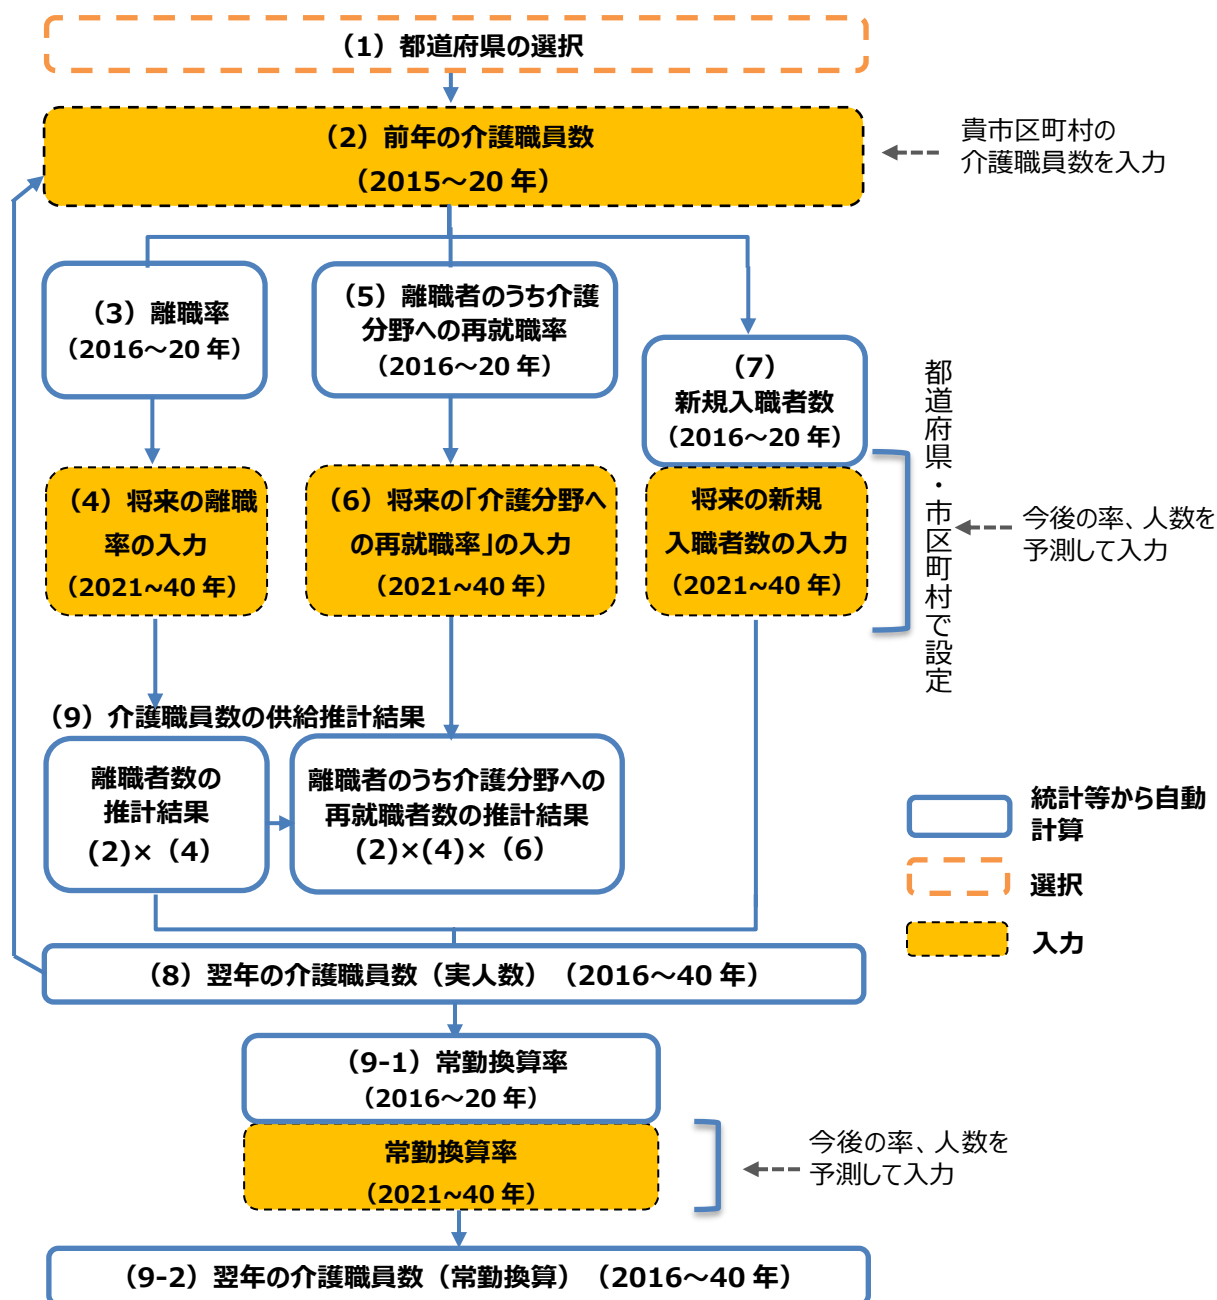 （1）都道府県の選択
（2）前年の介護職員数
（2015～20 年）
貴市区町村の
介護職員数を入力
（3）離職率
（2016～20 年）
（5）離職者のうち介護
分野への再就職率
（2016～20 年）
（7）
新規入職者数
（2016～20 年）
（4）将来の離職
率の入力
（2021~40 年）
（6）将来の｢介護分野へ
の再就職率｣の入力
（2021~40 年）
将来の新規
入職者数の入力
（2021~40 年）
都道府県・市区町村で設定
今後の率、人数を
予測して入力
（9）介護職員数の供給推計結果
離職者数の
推計結果
(2)×（4）
離職者のうち介護分野への
再就職者数の推計結果
(2)×(4)×（6）
統計等から自動
計算
選択
入力
（8）翌年の介護職員数（実人数）（2016～40 年）
（9-1）常勤換算率
（2016～20 年）
常勤換算率
（2021~40 年）
今後の率、人数を
予測して入力
（9-2）翌年の介護職員数（常勤換算）（2016～40 年）